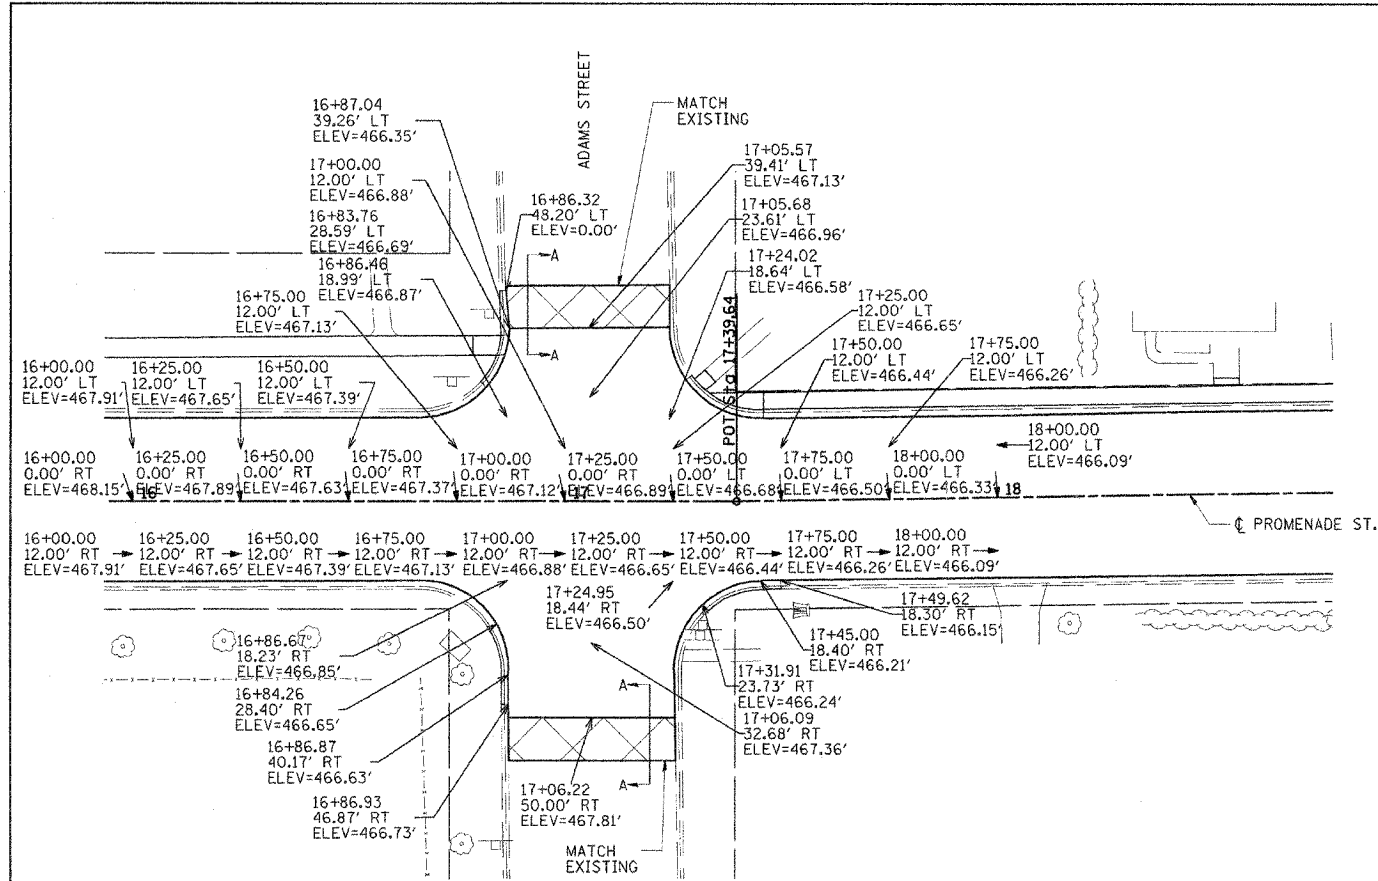 ADAMS STREET
MATCH
EXISTING
16+87.04
39.26' LT
ELEV=466.35'
17+00.00
12.00' LT
ELEV=466.88'
16+83.76
28.59' LT
ELEV=466.69'
16+86.46
18.99' LT
ELEV=466.87'
16+75.00
12.00' LT
ELEV=467.13'
16+86.32
48.20' LT
ELEV=0.00'
A
A
17+05.57
39.41' LT
ELEV=467.13'
17+05.68
23.61' LT
ELEV=466.96'
17+24.02
18.64' LT
ELEV=466.58'
17+25.00
12.00' LT
ELEV=466.65'
17+50.00
12.00' LT
ELEV=466.44'
17+75.00
12.00' LT
ELEV=466.26'
POT Sta 17+39.64
16+00.00
12.00' LT
ELEV=467.91'
16+25.00
12.00' LT
ELEV=467.65'
16+50.00
12.00' LT
ELEV=467.39'
18+00.00
12.00' LT
ELEV=466.09'
16+00.00
0.00' RT
ELEV=468.15'
16
16+25.00
0.00' RT
ELEV=467.89'
16+50.00
0.00' RT
ELEV=467.63'
16+75.00
0.00' RT
ELEV=467.37'
17+00.00
0.00' RT
ELEV=467.12'
17
17+25.00
0.00' RT
ELEV=466.89'
17+50.00
0.00' LT
ELEV=466.68'
17+75.00
0.00' LT
ELEV=466.50'
18+00.00
0.00' LT
ELEV=466.33'
18
℄ PROMENADE ST.
16+00.00
12.00' RT
ELEV=467.91'
16+25.00
12.00' RT
ELEV=467.65'
16+50.00
12.00' RT
ELEV=467.39'
16+75.00
12.00' RT
ELEV=467.13'
17+00.00
12.00' RT
ELEV=466.88'
17+25.00
12.00' RT
ELEV=466.65'
17+50.00
12.00' RT
ELEV=466.44'
17+75.00
12.00' RT
ELEV=466.26'
18+00.00
12.00' RT
ELEV=466.09'
17+24.95
18.44' RT
ELEV=466.50'
17+49.62
18.30' RT
ELEV=466.15'
17+45.00
18.40' RT
ELEV=466.21'
16+86.67
18.23' RT
ELEV=466.85'
16+84.26
28.40' RT
ELEV=466.65'
16+86.87
40.17' RT
ELEV=466.63'
16+86.93
46.87' RT
ELEV=466.73'
17+31.91
23.73' RT
ELEV=466.24'
17+06.09
32.68' RT
ELEV=467.36'
A
A
17+06.22
50.00' RT
ELEV=467.81'
MATCH
EXISTING